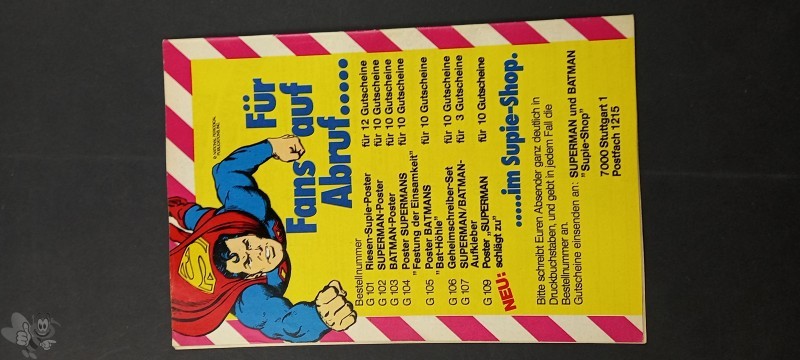 © NATIONAL PERIODICAL
PUBLICATIONS INC.
Für
Fans auf
Abruf.....
Bestellnummer
G 101 Riesen-Supie-Poster für 12 Gutscheine
G 102 SUPERMAN-Poster für 10 Gutscheine
G 103 BATMAN-Poster für 10 Gutscheine
G 104 Poster SUPERMANS für 10 Gutscheine
"Festung der Einsamkeit"
G 105 Poster BATMANS für 10 Gutscheine
"Bat-Höhle"
G 106 Geheimschreiber-Set für 10 Gutscheine
G 107 SUPERMAN/BATMAN- für 3 Gutscheine
Aufkleber
G 109 Poster „SUPERMAN für 10 Gutscheine
NEU: schlägt zu"
.....im Supie-Shop.
Bitte schreibt Euren Absender ganz deutlich in
Druckbuchstaben, und gebt in jedem Fall die
Bestellnummer an.
Gutscheine einsenden an: SUPERMAN und BATMAN
"Supie-Shop"
7000 Stuttgart 1
Postfach 1215